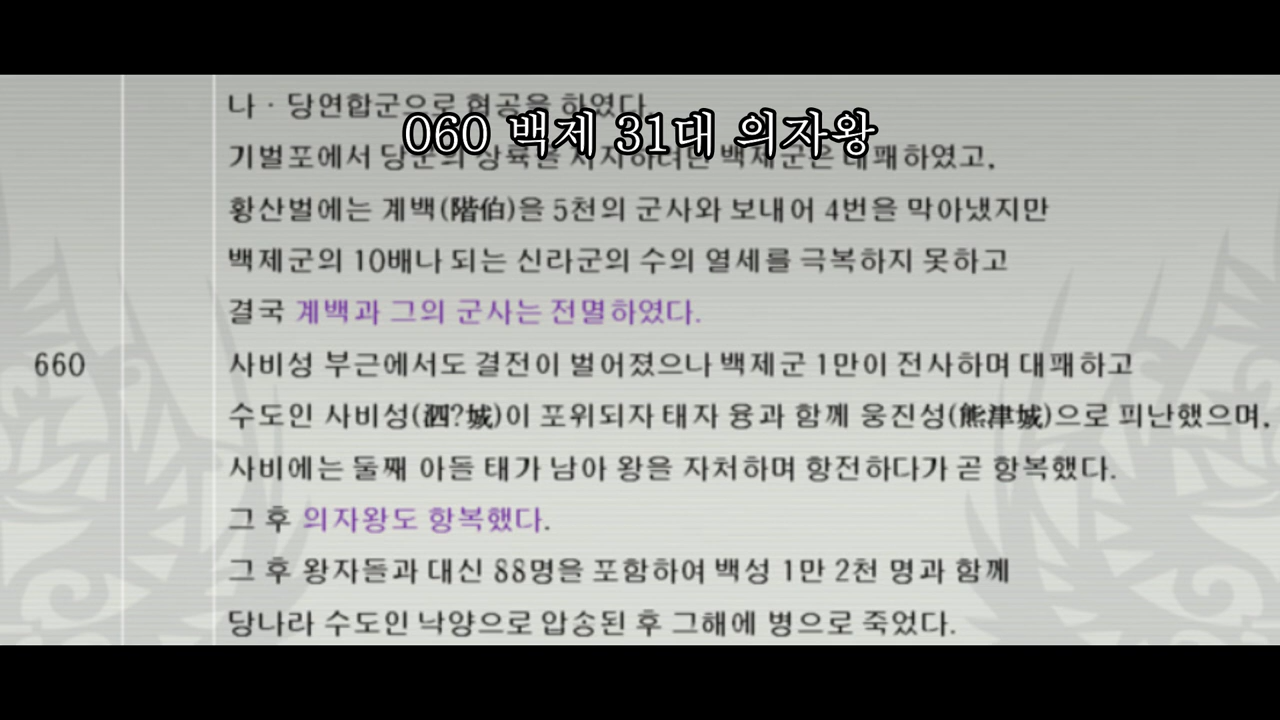 나 · 당연합군으로 협공을 하였다
060 백제 31대 의자왕
기벌포에서 당군의 상륙을 저지하려던 백제군은 대패하였고,
황산벌에는 계백(階伯)을 5천의 군사와 보내어 4번을 막아냈지만
백제군의 10배나 되는 신라군의 수의 열세를 극복하지 못하고
결국 계백과 그의 군사는 전멸하였다.
660
사비성 부근에서도 결전이 벌어졌으나 백제군 1만이 전사하며 대패하고
수도인 사비성(泗?城)이 포위되자 태자 융과 함께 웅진성(熊津城)으로 피난했으며,
사비에는 둘째 아들 태가 남아 왕을 자처하며 항전하다가 곧 항복했다.
그 후 의자왕도 항복했다.
그 후 왕자들과 대신 88명을 포함하여 백성 1만 2천 명과 함께
당나라 수도인 낙양으로 압송된 후 그해에 병으로 죽었다.